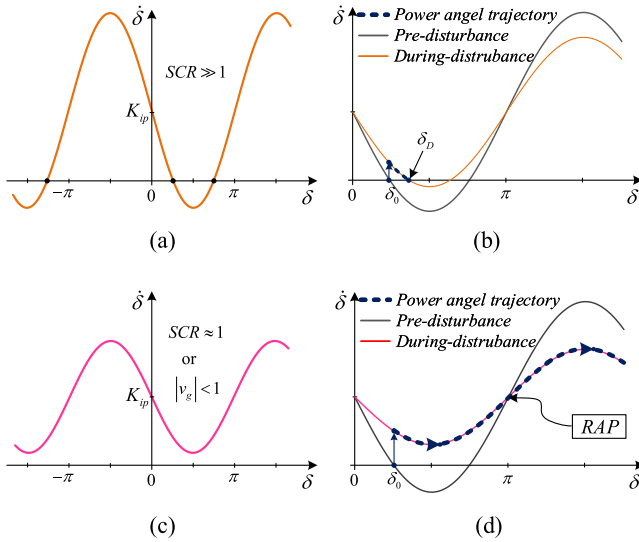 δ̇
SCR ≫ 1
K_ip
−π
0
π
δ
(a)
δ̇
Power angel trajectory
Pre-disturbance
During-distrubance
δ_D
0
δ_0
π
δ
(b)
δ̇
SCR ≈ 1
or
|v_g| < 1
K_ip
−π
0
π
δ
(c)
δ̇
Power angel trajectory
Pre-disturbance
During-distrubance
RAP
0
δ_0
π
δ
(d)